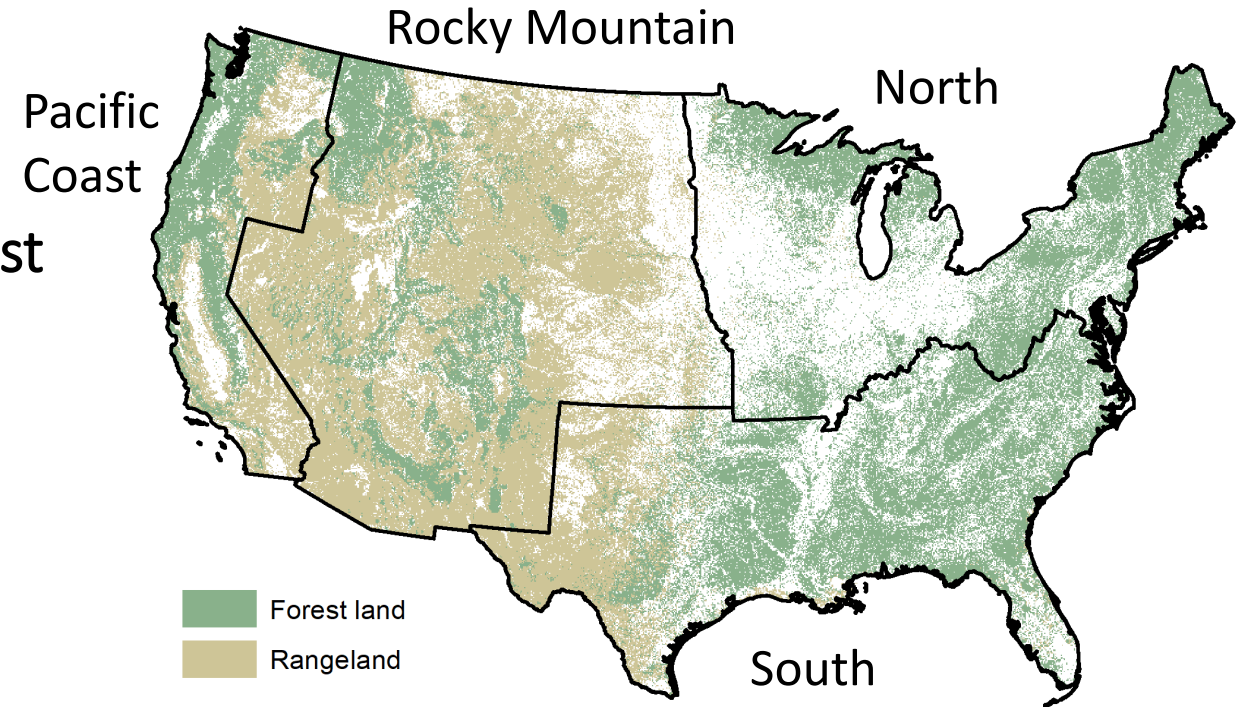 Rocky Mountain
North
Pacific
Coast
st
Forest land
Rangeland
South